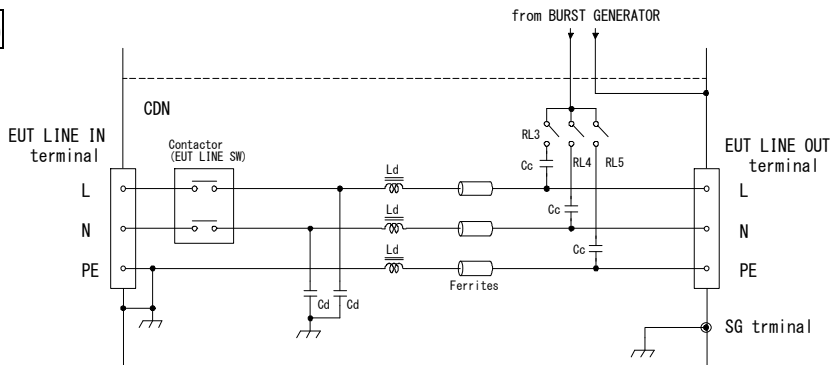 from BURST GENERATOR
CDN
EUT LINE IN
terminal
Contactor
(EUT LINE SW)
RL3
RL4
RL5
EUT LINE OUT
terminal
Ld
Cc
L
L
Ld
Cc
N
N
Ld
Cc
PE
PE
Ferrites
Cd
Cd
SG trminal